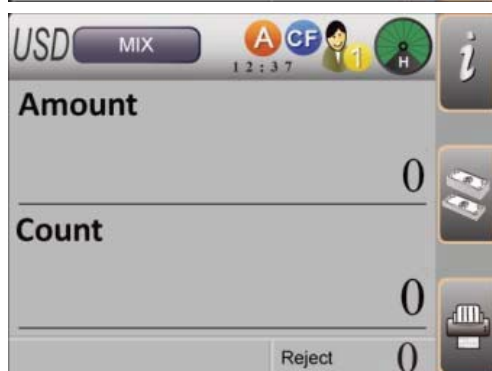 USD MIX A CF 1 H i
12:37
Amount
0
Count
0
Reject 0